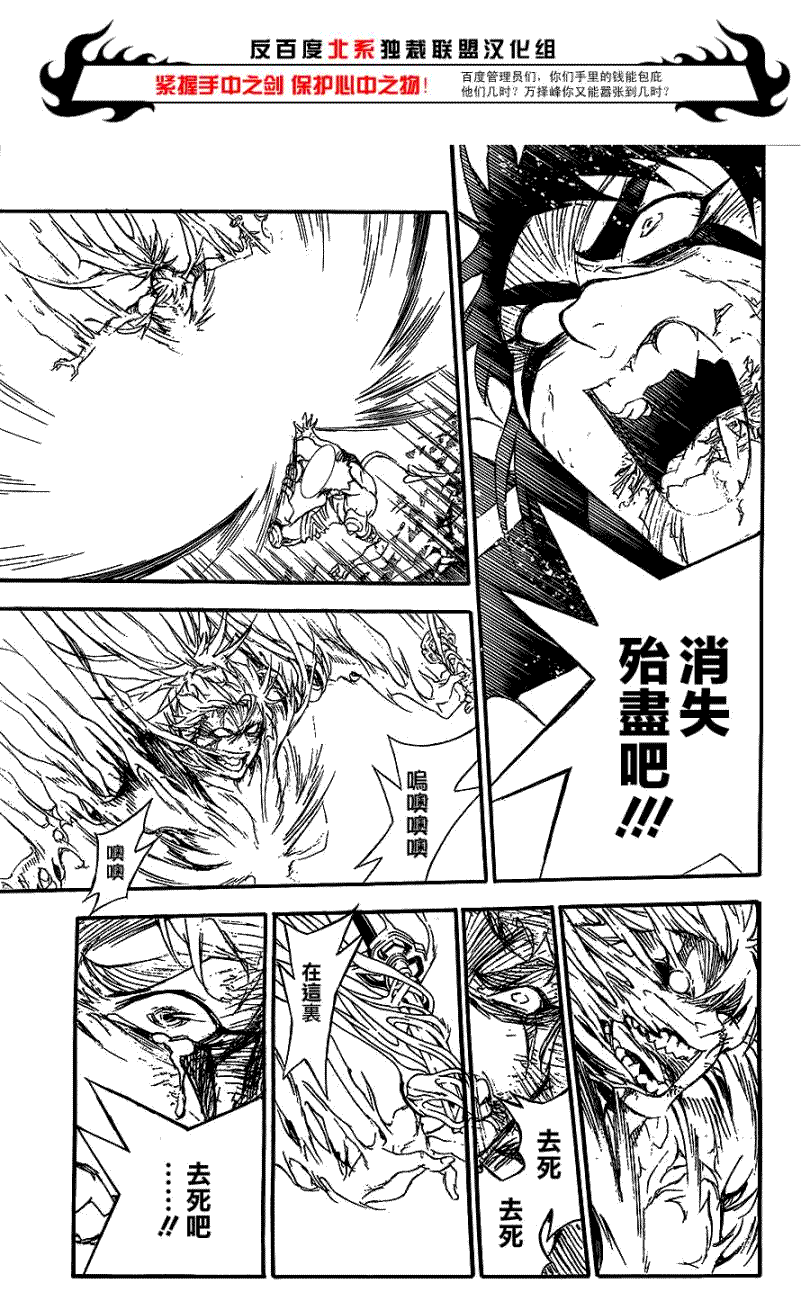 反百度北系独裁联盟汉化组
紧握手中之剑 保护心中之物！
百度管理员们，你们手里的钱能包庇
他们几时？万择峰你又能嚣张到几时？
消失
殆盡吧!!!
嗚噢噢噢
噢噢
去死
去死
在這裏
去死吧
……!!